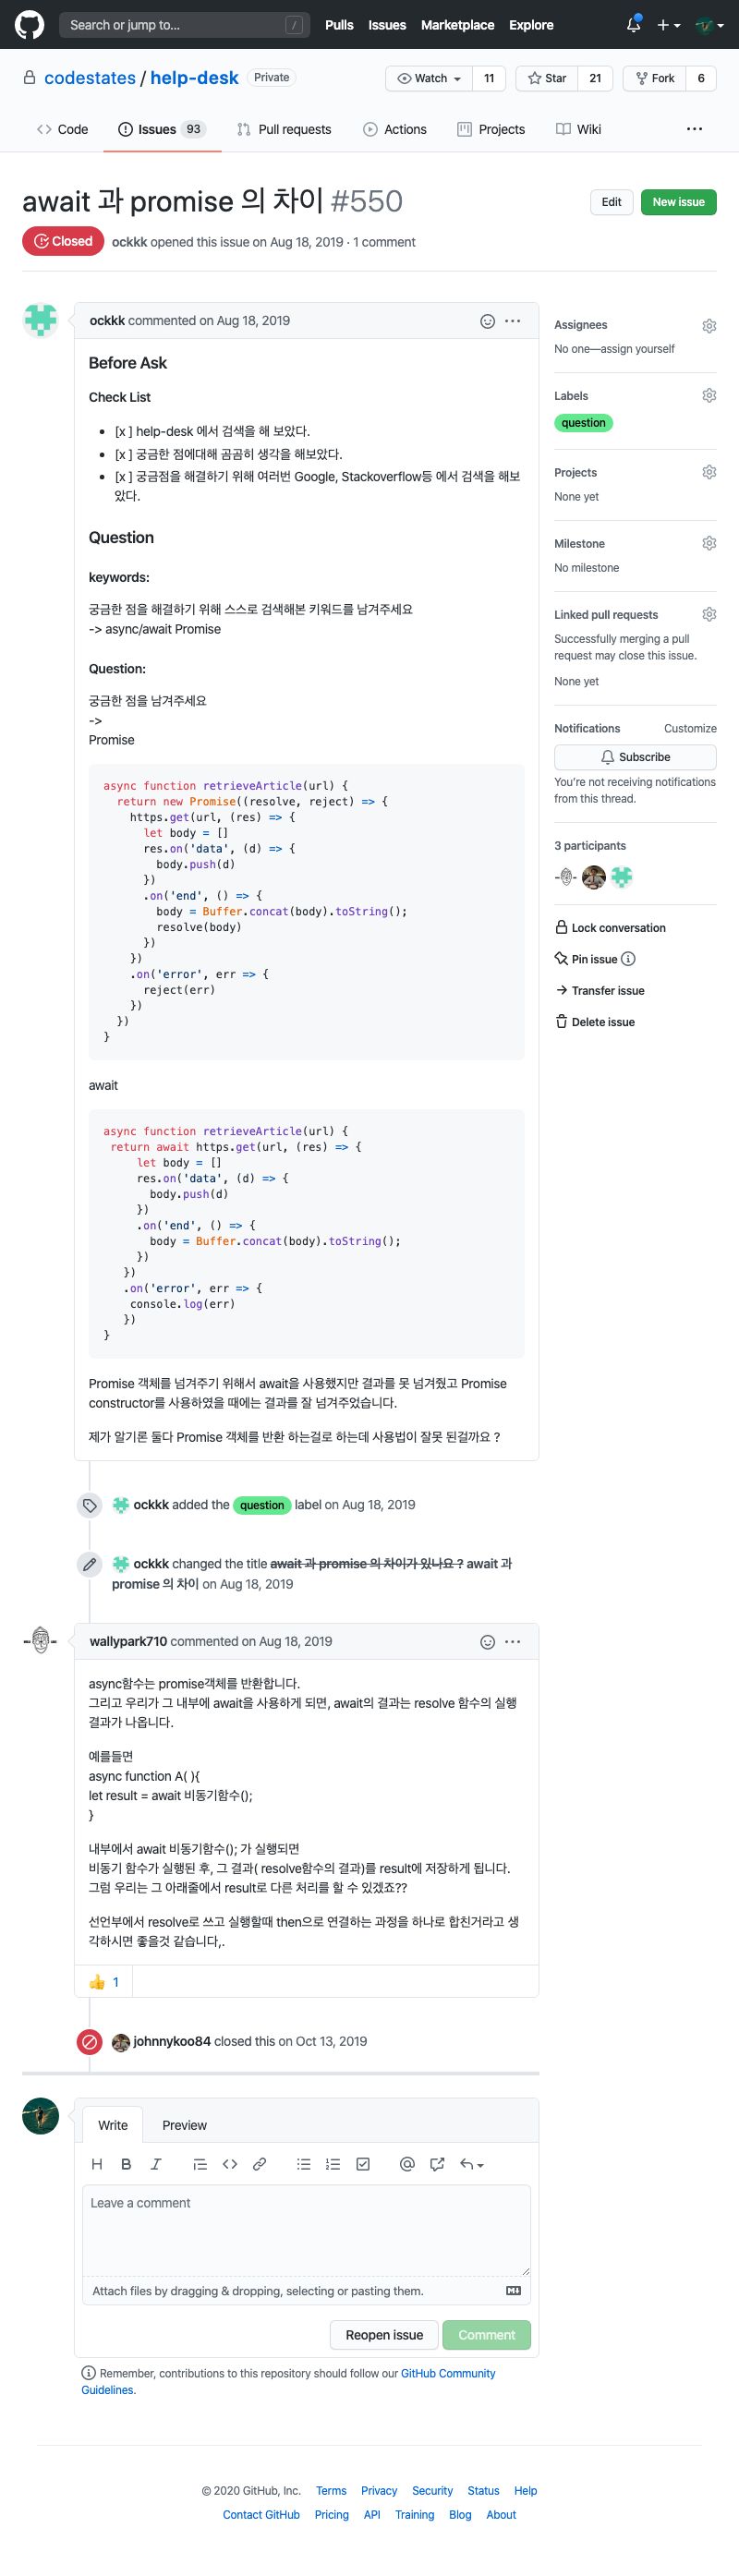 Search or jump to...
/
Pulls Issues Marketplace Explore
codestates / help-desk Private
Watch 11 Star 21 Fork 6
Code Issues 93 Pull requests Actions Projects Wiki
await 과 promise 의 차이 #550
Edit New issue
Closed ockkk opened this issue on Aug 18, 2019 · 1 comment
ockkk commented on Aug 18, 2019
Before Ask
Check List
• [x ] help-desk 에서 검색을 해 보았다.
• [x ] 궁금한 점에대해 곰곰히 생각을 해보았다.
• [x ] 궁금점을 해결하기 위해 여러번 Google, Stackoverflow등 에서 검색을 해보
았다.
Question
keywords:
궁금한 점을 해결하기 위해 스스로 검색해본 키워드를 남겨주세요
-> async/await Promise
Question:
궁금한 점을 남겨주세요
->
Promise
async function retrieveArticle(url) {
  return new Promise((resolve, reject) => {
    https.get(url, (res) => {
      let body = []
      res.on('data', (d) => {
        body.push(d)
      })
      .on('end', () => {
        body = Buffer.concat(body).toString();
        resolve(body)
      })
    })
    .on('error', err => {
      reject(err)
    })
  })
}
await
async function retrieveArticle(url) {
 return await https.get(url, (res) => {
     let body = []
     res.on('data', (d) => {
       body.push(d)
     })
     .on('end', () => {
       body = Buffer.concat(body).toString();
     })
   })
   .on('error', err => {
    console.log(err)
   })
}
Promise 객체를 넘겨주기 위해서 await을 사용했지만 결과를 못 넘겨줬고 Promise
constructor를 사용하였을 때에는 결과를 잘 넘겨주었습니다.
제가 알기론 둘다 Promise 객체를 반환 하는걸로 하는데 사용법이 잘못 된걸까요 ?
Assignees
No one—assign yourself
Labels
question
Projects
None yet
Milestone
No milestone
Linked pull requests
Successfully merging a pull
request may close this issue.
None yet
Notifications Customize
Subscribe
You're not receiving notifications
from this thread.
3 participants
Lock conversation
Pin issue
Transfer issue
Delete issue
ockkk added the question label on Aug 18, 2019
ockkk changed the title await 과 promise 의 차이가 있나요 ? await 과
promise 의 차이 on Aug 18, 2019
wallypark710 commented on Aug 18, 2019
async함수는 promise객체를 반환합니다.
그리고 우리가 그 내부에 await을 사용하게 되면, await의 결과는 resolve 함수의 실행
결과가 나옵니다.
예를들면
async function A( ){
let result = await 비동기함수();
}
내부에서 await 비동기함수(); 가 실행되면
비동기 함수가 실행된 후, 그 결과( resolve함수의 결과)를 result에 저장하게 됩니다.
그럼 우리는 그 아래줄에서 result로 다른 처리를 할 수 있겠죠??
선언부에서 resolve로 쓰고 실행할때 then으로 연결하는 과정을 하나로 합친거라고 생
각하시면 좋을것 같습니다,.
👍 1
johnnykoo84 closed this on Oct 13, 2019
Write Preview
Leave a comment
Attach files by dragging & dropping, selecting or pasting them.
Reopen issue Comment
Remember, contributions to this repository should follow our GitHub Community
Guidelines.
© 2020 GitHub, Inc. Terms Privacy Security Status Help
Contact GitHub Pricing API Training Blog About